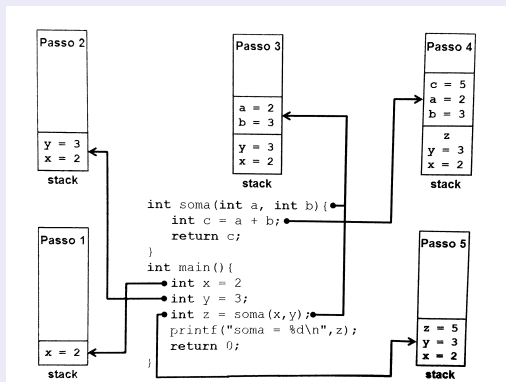 Passo 2
y = 3
x = 2
stack
Passo 3
a = 2
b = 3
y = 3
x = 2
stack
Passo 4
c = 5
a = 2
b = 3
z
y = 3
x = 2
stack
int soma(int a, int b){
int c = a + b;
return c;
}
int main(){
int x = 2
int y = 3;
int z = soma(x,y);
printf("soma = %d\n",z);
return 0;
}
Passo 1
x = 2
stack
Passo 5
z = 5
y = 3
x = 2
stack